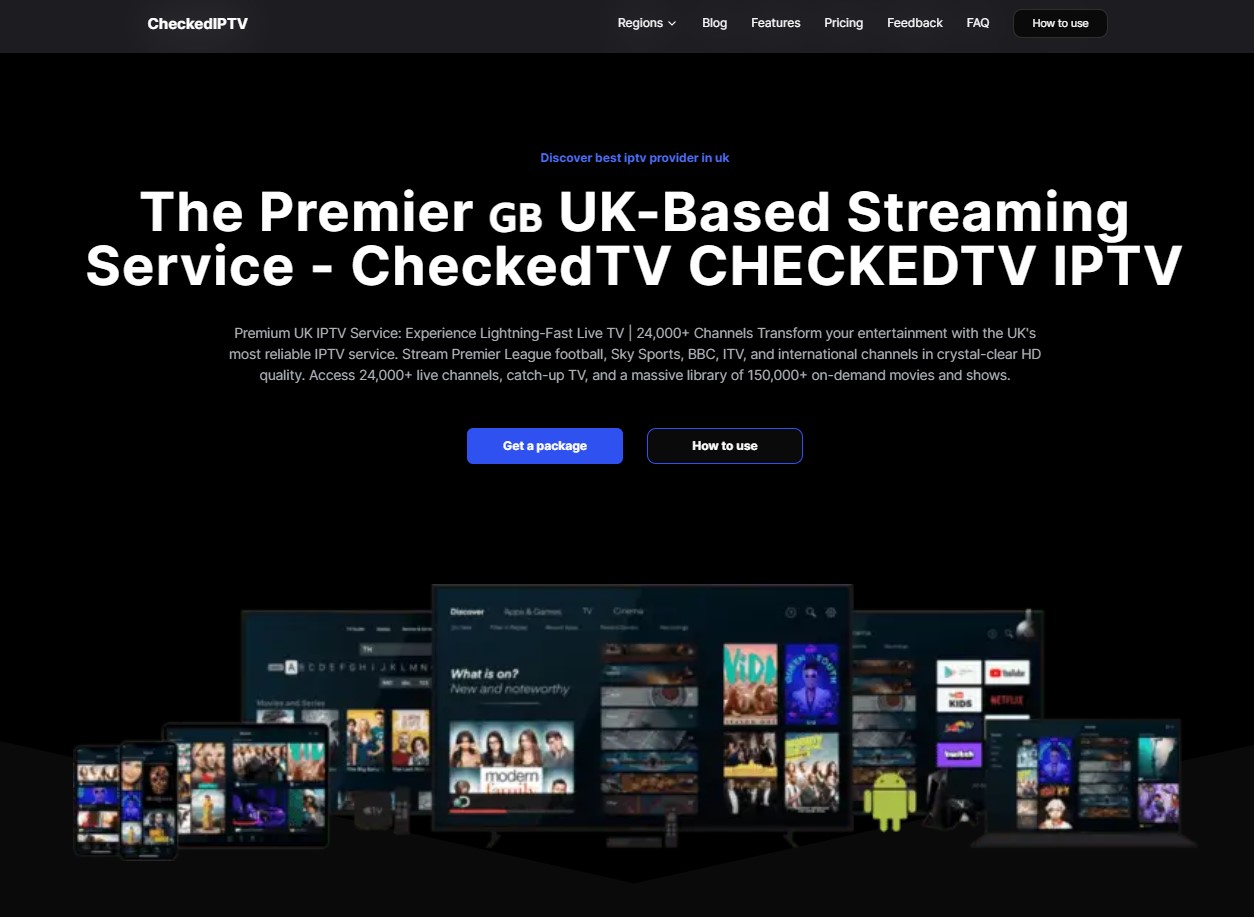 CheckedIPTV
Regions
Blog
Features
Pricing
Feedback
FAQ
How to use
Discover best iptv provider in uk
The Premier GB UK-Based Streaming
Service - CheckedTV CHECKEDTV IPTV
Premium UK IPTV Service: Experience Lightning-Fast Live TV | 24,000+ Channels Transform your entertainment with the UK's
most reliable IPTV service. Stream Premier League football, Sky Sports, BBC, ITV, and international channels in crystal-clear HD
quality. Access 24,000+ live channels, catch-up TV, and a massive library of 150,000+ on-demand movies and shows.
Get a package
How to use
Discover
Apps & Games
TV
Cinema
What is on?
New and noteworthy
modern
family
A B C D E F G H I J K L M N
Movies and Series
YouTube
KIDS
NETFLIX
twitch